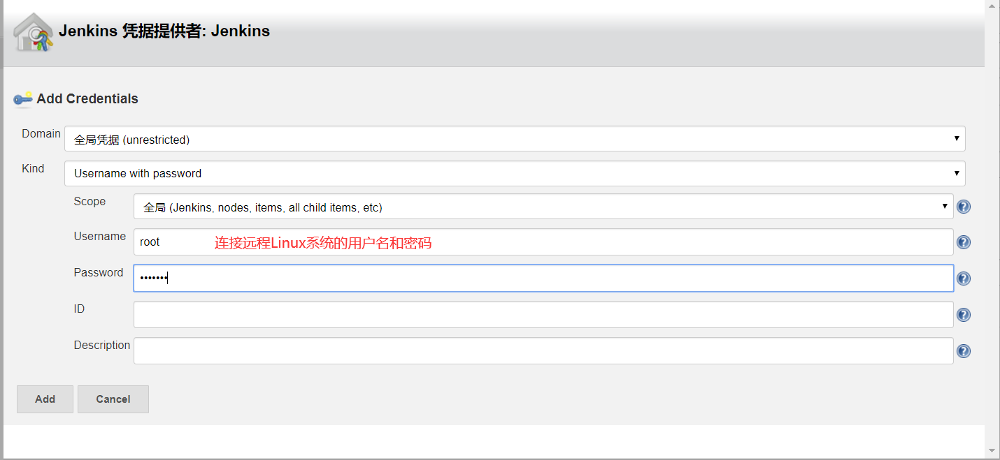 Jenkins 凭据提供者: Jenkins
Add Credentials
Domain 全局凭据 (unrestricted)
Kind Username with password
Scope 全局 (Jenkins, nodes, items, all child items, etc)
Username root 连接远程Linux系统的用户名和密码
Password •••••••
ID
Description
Add Cancel